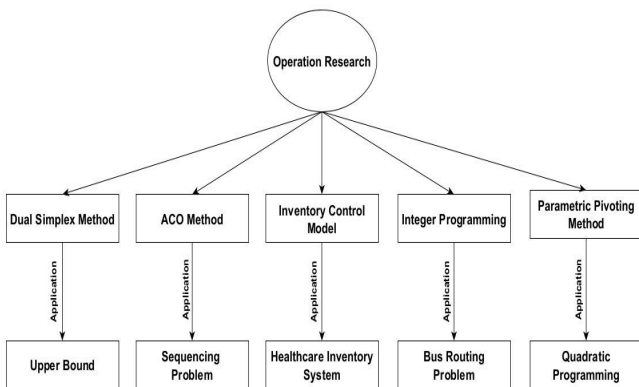 Operation Research
Dual Simplex Method
ACO Method
Inventory Control
Model
Integer Programming
Parametric Pivoting
Method
Application
Application
Application
Application
Application
Upper Bound
Sequencing
Problem
Healthcare Inventory
System
Bus Routing Problem
Quadratic
Programming